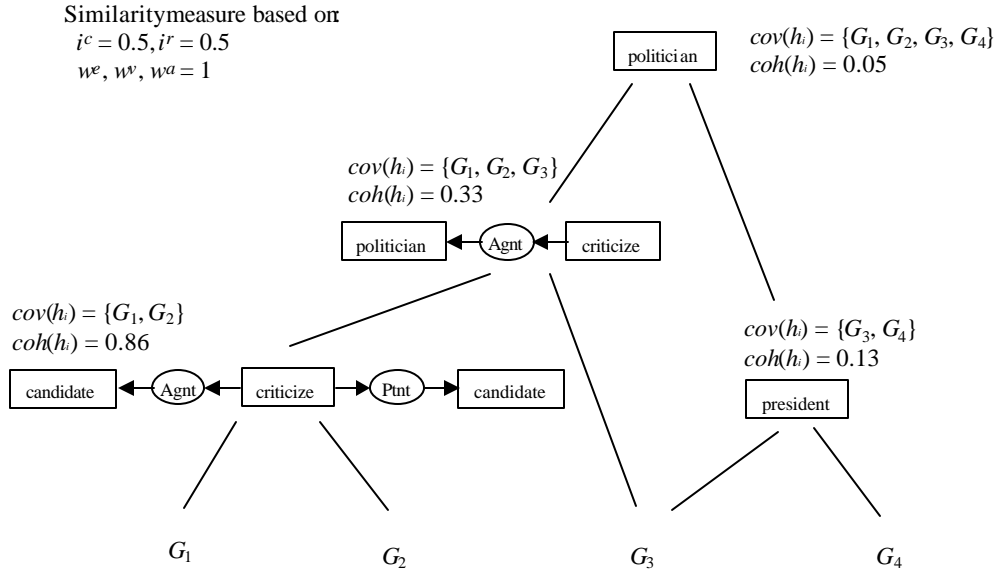 Similaritymeasure based on:
i^c = 0.5, i^r = 0.5
w^e, w^v, w^a = 1
politician
cov(h_i) = {G_1, G_2, G_3, G_4}
coh(h_i) = 0.05
cov(h_i) = {G_1, G_2, G_3}
coh(h_i) = 0.33
politician Agnt criticize
cov(h_i) = {G_1, G_2}
coh(h_i) = 0.86
candidate Agnt criticize Ptnt candidate
cov(h_i) = {G_3, G_4}
coh(h_i) = 0.13
president
G_1 G_2 G_3 G_4